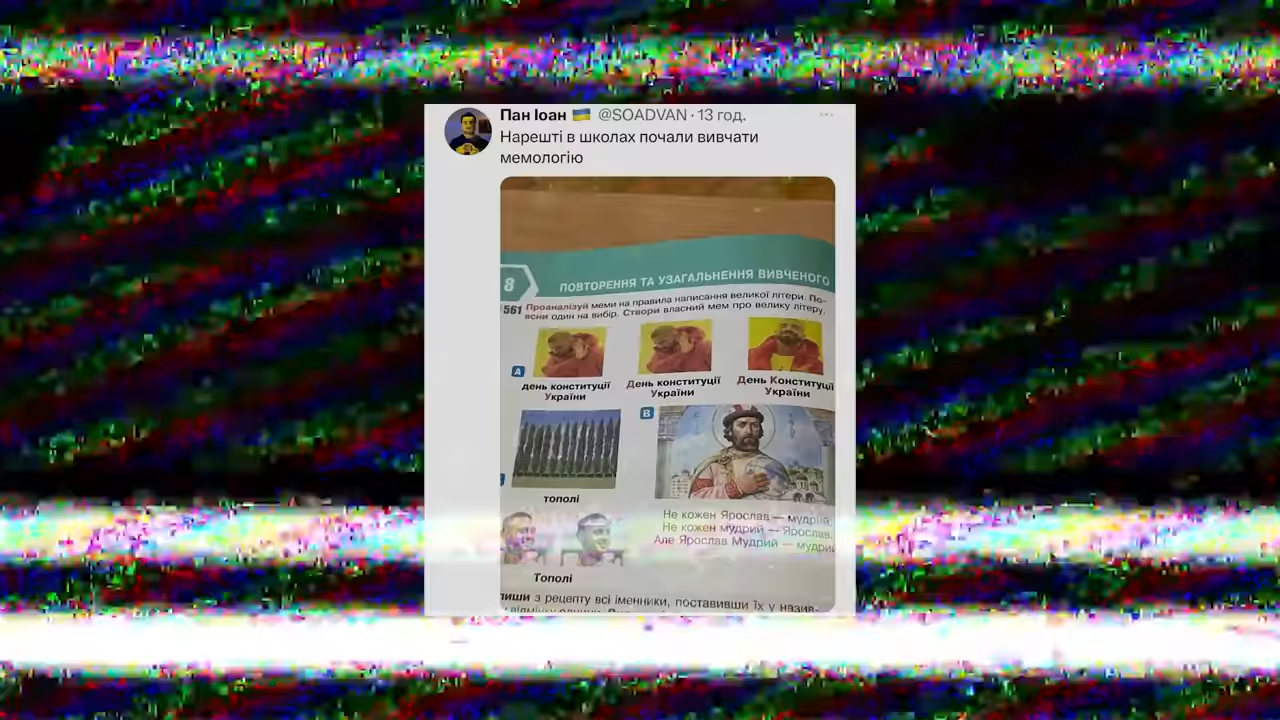 Пан Іоан 🇺🇦 @SOADVAN · 13 год.
Нарешті в школах почали вивчати
мемологію
8
ПОВТОРЕННЯ ТА УЗАГАЛЬНЕННЯ ВИВЧЕНОГО
561 Проаналізуй меми на правила написання великої літери. По-
ясни один на вибір. Створи власний мем про велику літеру.
А
день конституції
України
День конституції
України
День Конституції
України
В
тополі
Не кожен Ярослав — мудрий,
Не кожен мудрий — Ярослав,
Але Ярослав Мудрий — мудрий
Тополі
з рецепту всі іменники, поставивши їх у назив-